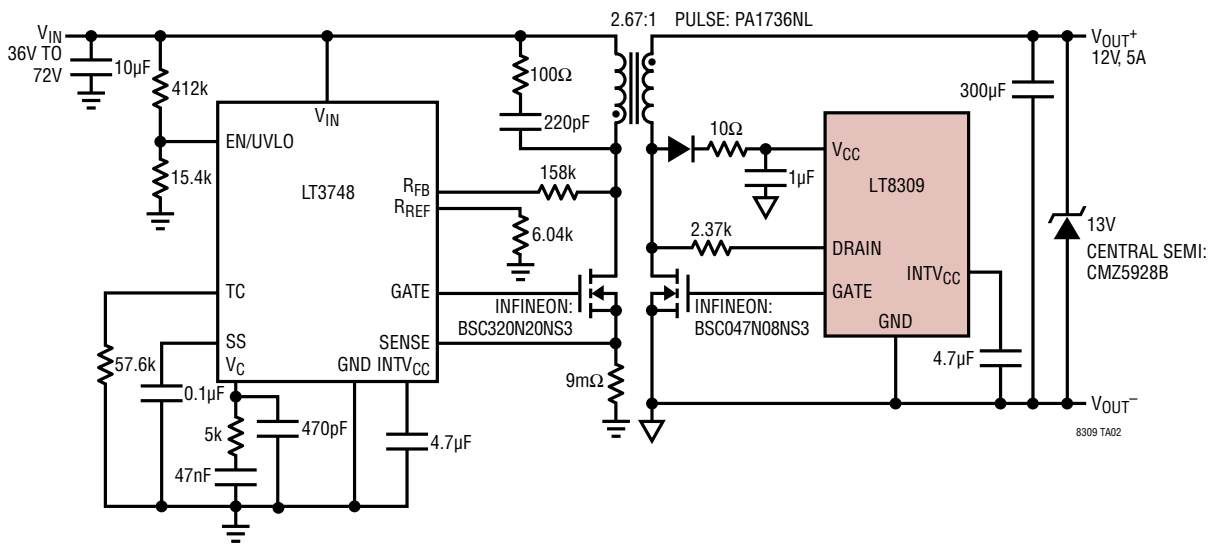 2.67:1 PULSE: PA1736NL
VIN
36V TO
72V
10µF
412k
100Ω
220pF
VOUT+
12V, 5A
300µF
VIN
EN/UVLO
15.4k
LT3748
RFB
RREF
158k
6.04k
10Ω
1µF
VCC
LT8309
2.37k
DRAIN
INTVCC
GATE
GND
13V
CENTRAL SEMI:
CMZ5928B
TC
GATE
INFINEON:
BSC320N20NS3
INFINEON:
BSC047N08NS3
SS
VC
SENSE
GND INTVCC
57.6k
0.1µF
5k
470pF
47nF
4.7µF
9mΩ
4.7µF
VOUT–
8309 TA02